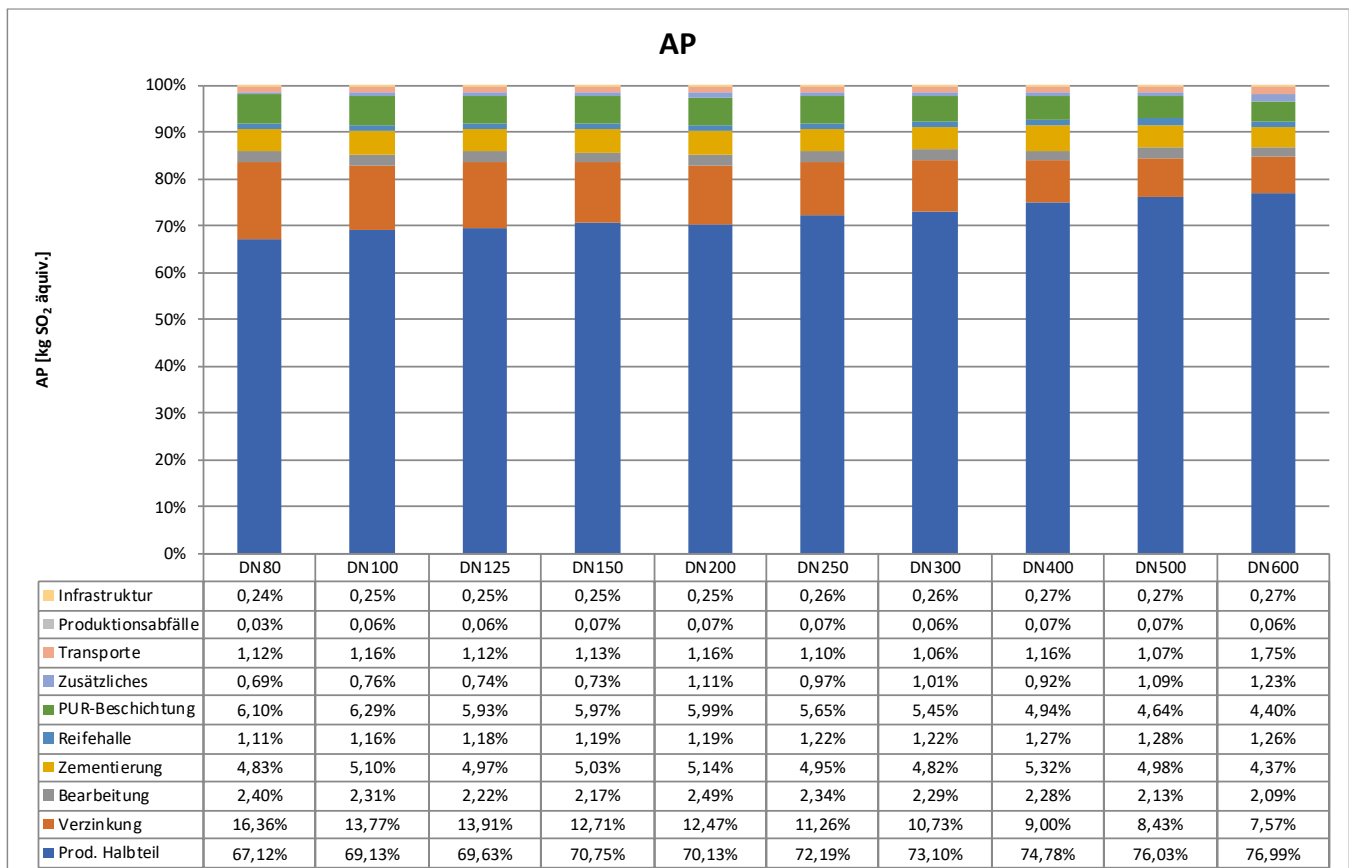 AP
AP [kg SO₂ äquiv.]
100%
90%
80%
70%
60%
50%
40%
30%
20%
10%
0%
DN80 DN100 DN125 DN150 DN200 DN250 DN300 DN400 DN500 DN600
Infrastruktur 0,24% 0,25% 0,25% 0,25% 0,25% 0,26% 0,26% 0,27% 0,27% 0,27%
Produktionsabfälle 0,03% 0,06% 0,06% 0,07% 0,07% 0,07% 0,06% 0,07% 0,07% 0,06%
Transporte 1,12% 1,16% 1,12% 1,13% 1,16% 1,10% 1,06% 1,16% 1,07% 1,75%
Zusätzliches 0,69% 0,76% 0,74% 0,73% 1,11% 0,97% 1,01% 0,92% 1,09% 1,23%
PUR-Beschichtung 6,10% 6,29% 5,93% 5,97% 5,99% 5,65% 5,45% 4,94% 4,64% 4,40%
Reifehalle 1,11% 1,16% 1,18% 1,19% 1,19% 1,22% 1,22% 1,27% 1,28% 1,26%
Zementierung 4,83% 5,10% 4,97% 5,03% 5,14% 4,95% 4,82% 5,32% 4,98% 4,37%
Bearbeitung 2,40% 2,31% 2,22% 2,17% 2,49% 2,34% 2,29% 2,28% 2,13% 2,09%
Verzinkung 16,36% 13,77% 13,91% 12,71% 12,47% 11,26% 10,73% 9,00% 8,43% 7,57%
Prod. Halbteil 67,12% 69,13% 69,63% 70,75% 70,13% 72,19% 73,10% 74,78% 76,03% 76,99%